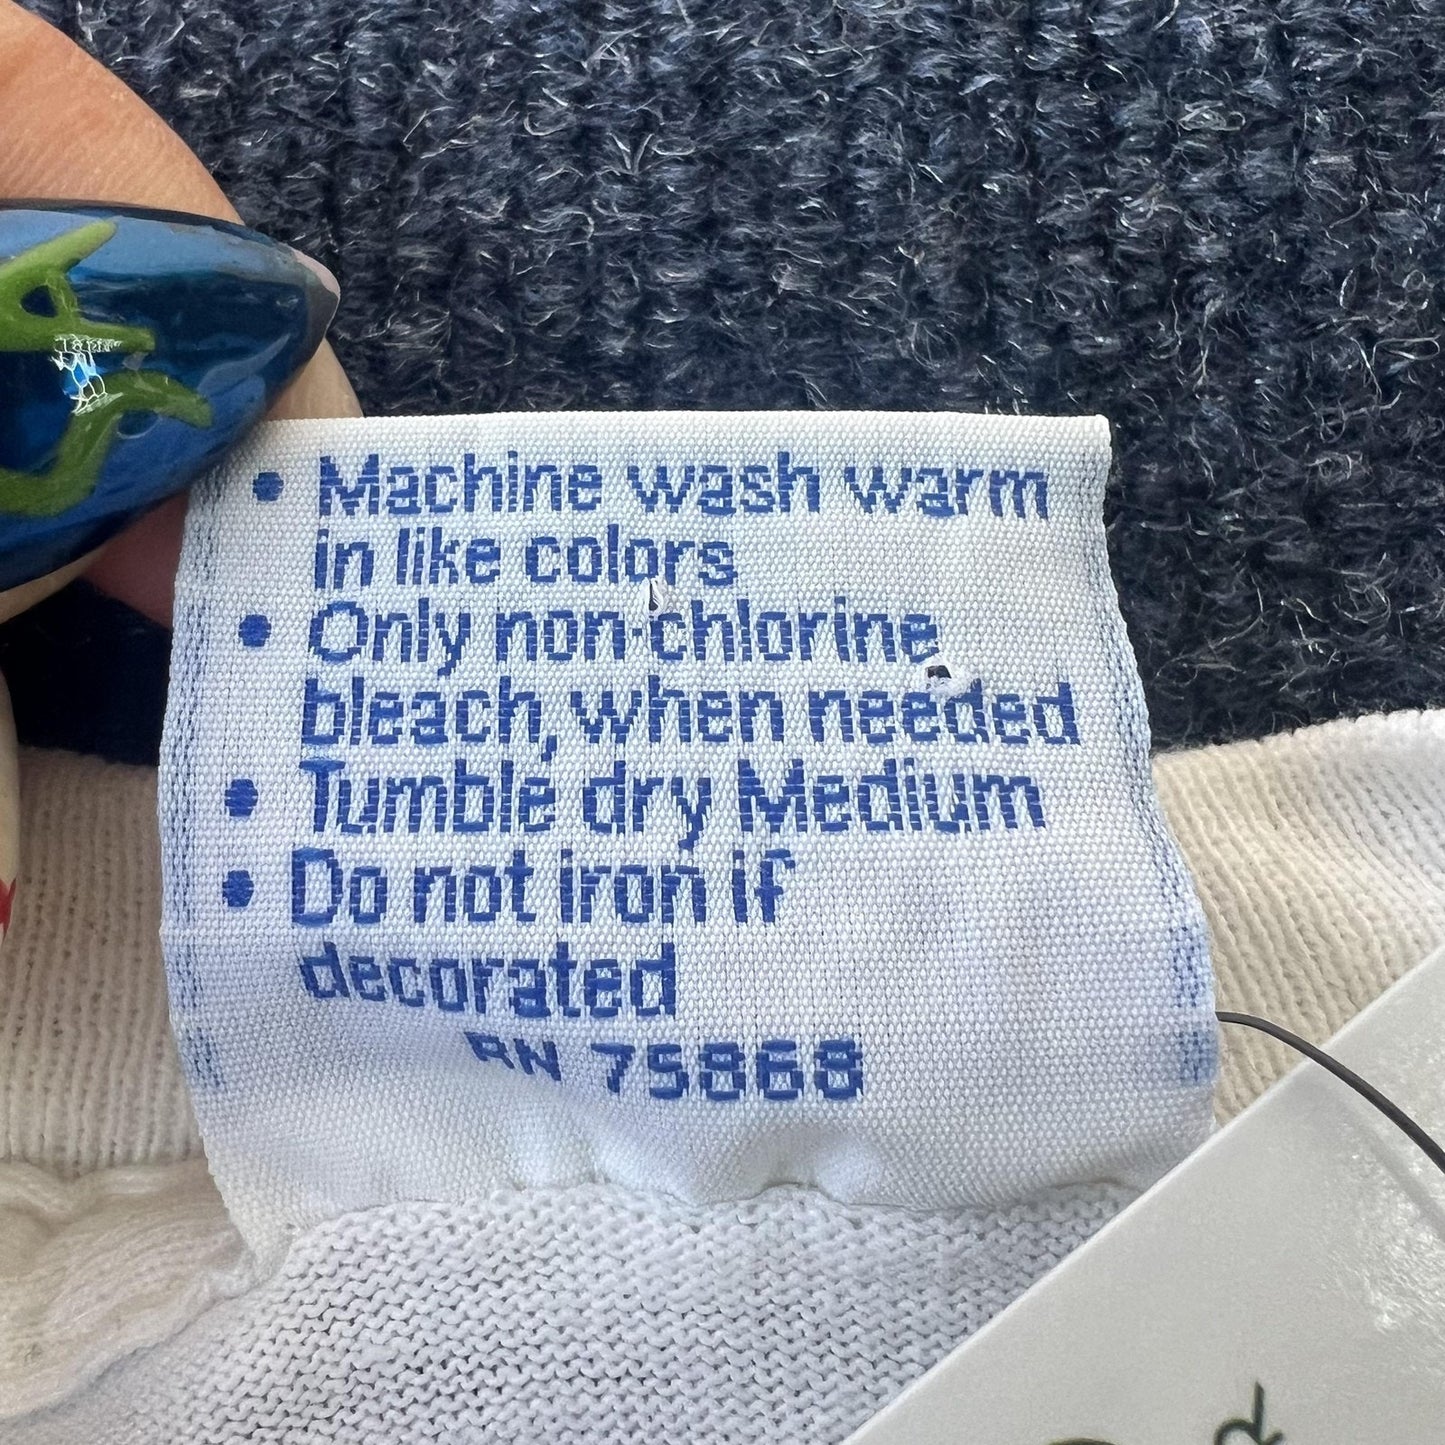 • Machine wash warm
in like colors
• Only non-chlorine
bleach, when needed
• Tumble dry Medium
• Do not iron if
decorated
RN 75868